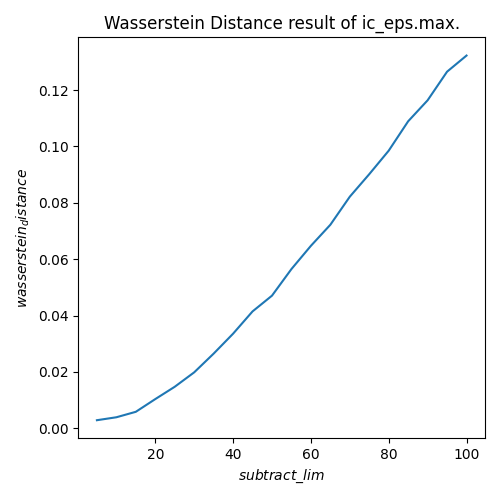 Wasserstein Distance result of ic_eps.max.
0.12
0.10
0.08
0.06
0.04
0.02
0.00
wasserstein_distance
20 40 60 80 100
subtract_lim